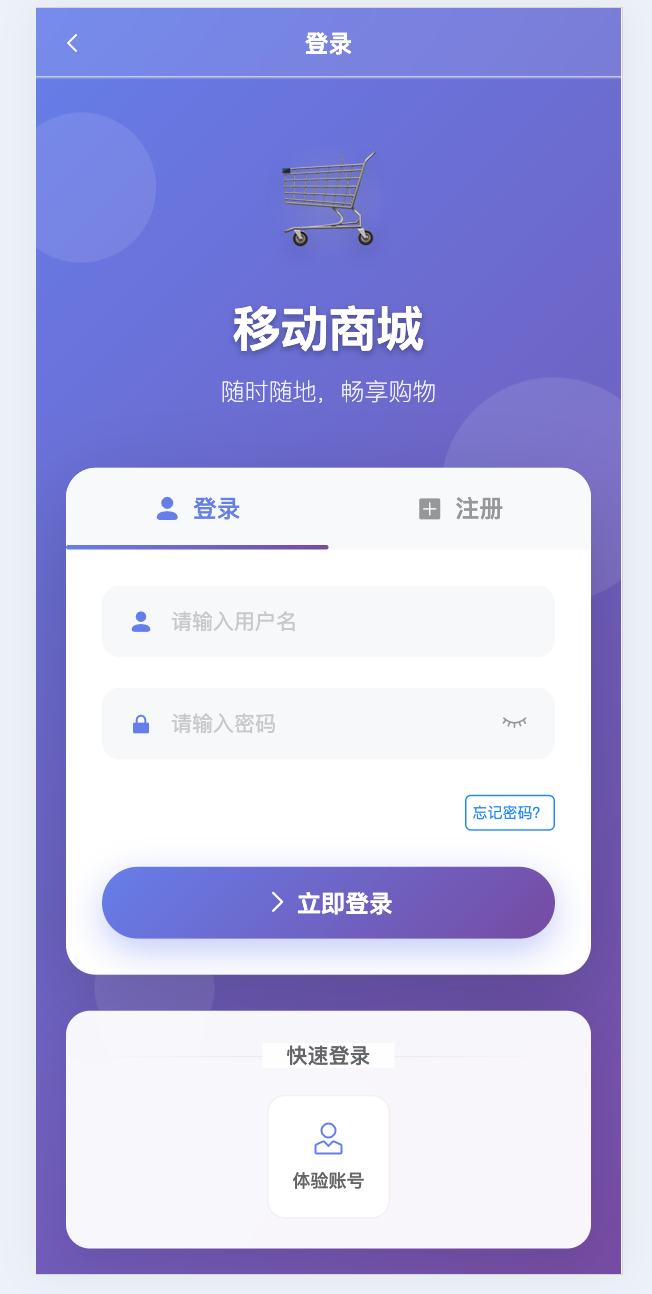 登录
移动商城
随时随地，畅享购物
登录
注册
请输入用户名
请输入密码
忘记密码?
立即登录
快速登录
体验账号